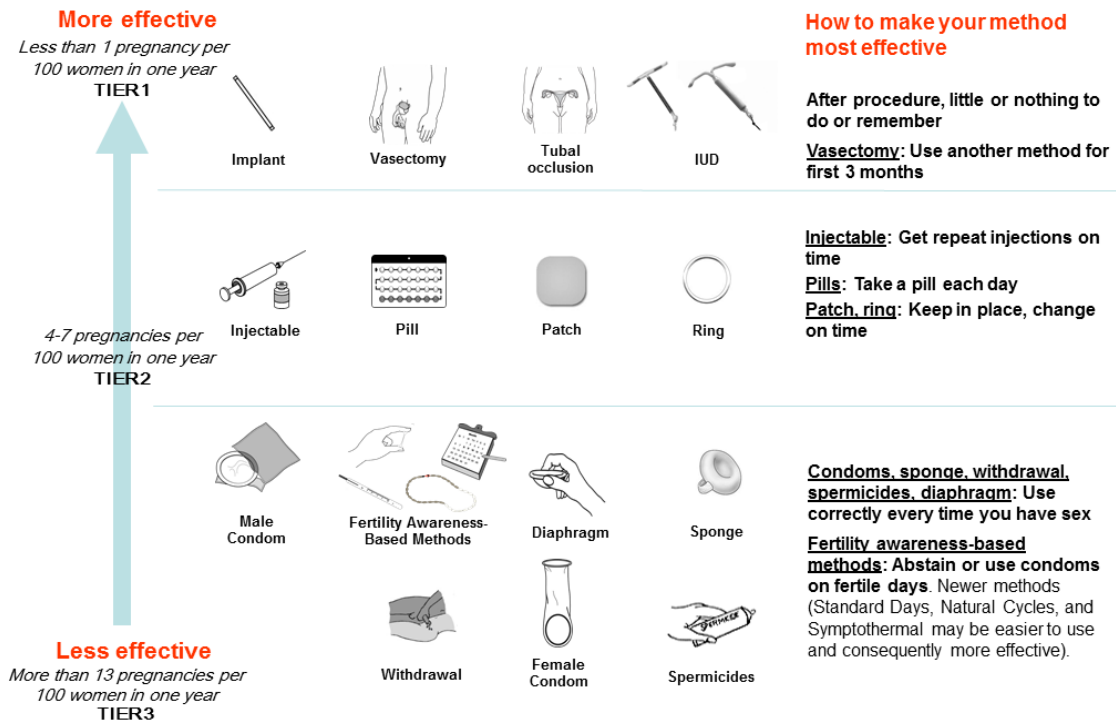 More effective
Less than 1 pregnancy per
100 women in one year
TIER1
Implant
Vasectomy
Tubal
occlusion
IUD
How to make your method
most effective
After procedure, little or nothing to
do or remember
Vasectomy: Use another method for
first 3 months
4-7 pregnancies per
100 women in one year
TIER2
Injectable
Pill
Patch
Ring
Injectable: Get repeat injections on
time
Pills: Take a pill each day
Patch, ring: Keep in place, change
on time
Male
Condom
Fertility Awareness-
Based Methods
Diaphragm
Sponge
Withdrawal
Female
Condom
SPERMICIDE
Spermicides
Condoms, sponge, withdrawal,
spermicides, diaphragm: Use
correctly every time you have sex
Fertility awareness-based
methods: Abstain or use condoms
on fertile days. Newer methods
(Standard Days, Natural Cycles, and
Symptothermal may be easier to use
and consequently more effective).
Less effective
More than 13 pregnancies per
100 women in one year
TIER3